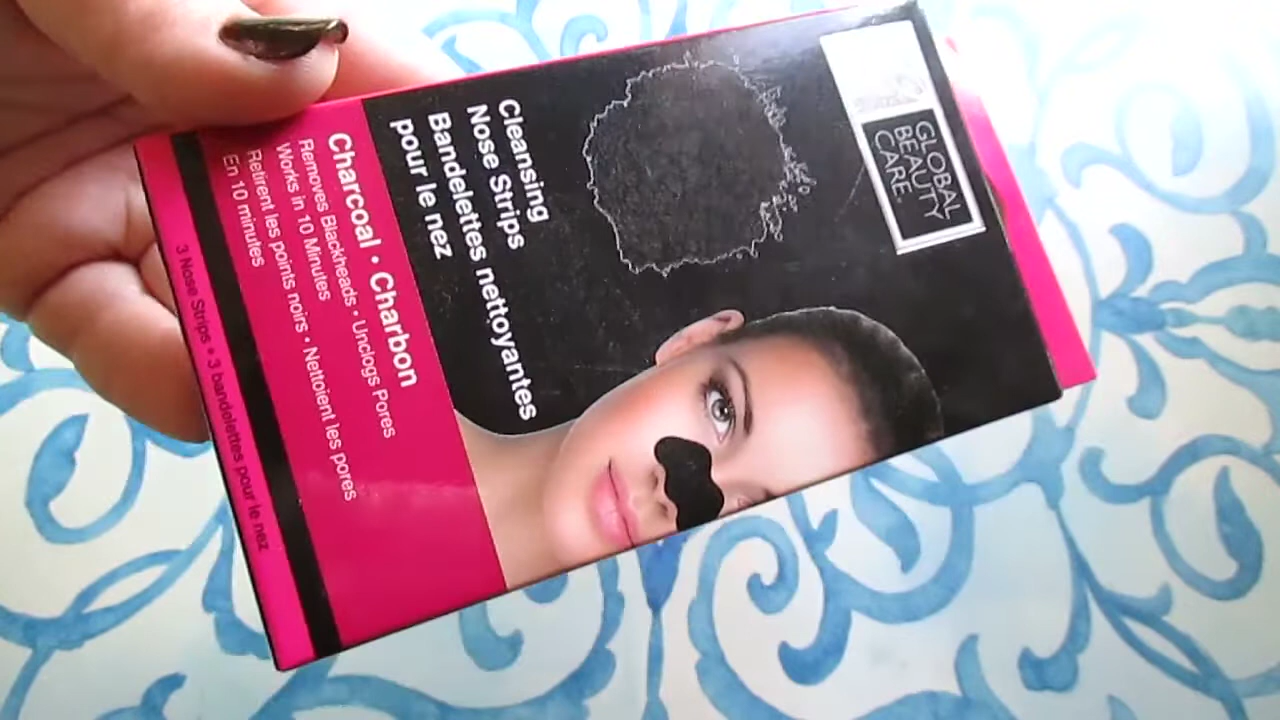 GLOBAL
BEAUTY
CARE
Cleansing
Nose Strips
Bandelettes nettoyantes
pour le nez
Charcoal • Charbon
Removes Blackheads • Unclogs Pores
Works in 10 Minutes
Retirent les points noirs • Nettoient les pores
En 10 minutes
3 Nose Strips • 3 bandelettes pour le nez